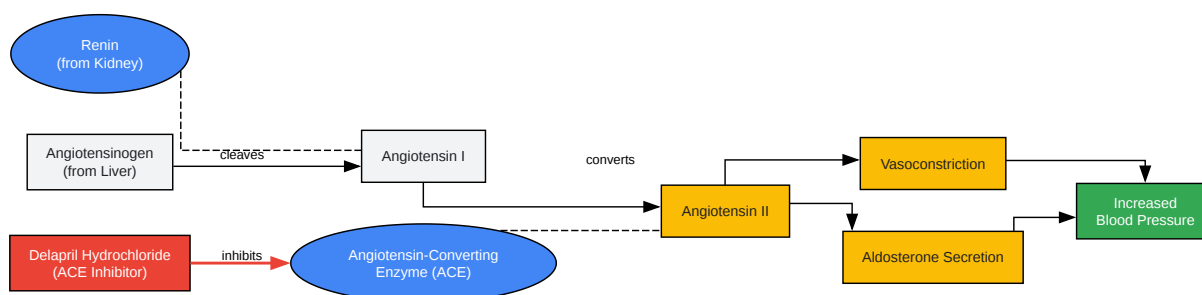 Renin
(from Kidney)
Angiotensinogen
(from Liver)
cleaves
Angiotensin I
converts
Vasoconstriction
Angiotensin II
Increased
Blood Pressure
Delapril Hydrochloride
(ACE Inhibitor)
inhibits
Angiotensin-Converting
Enzyme (ACE)
Aldosterone Secretion